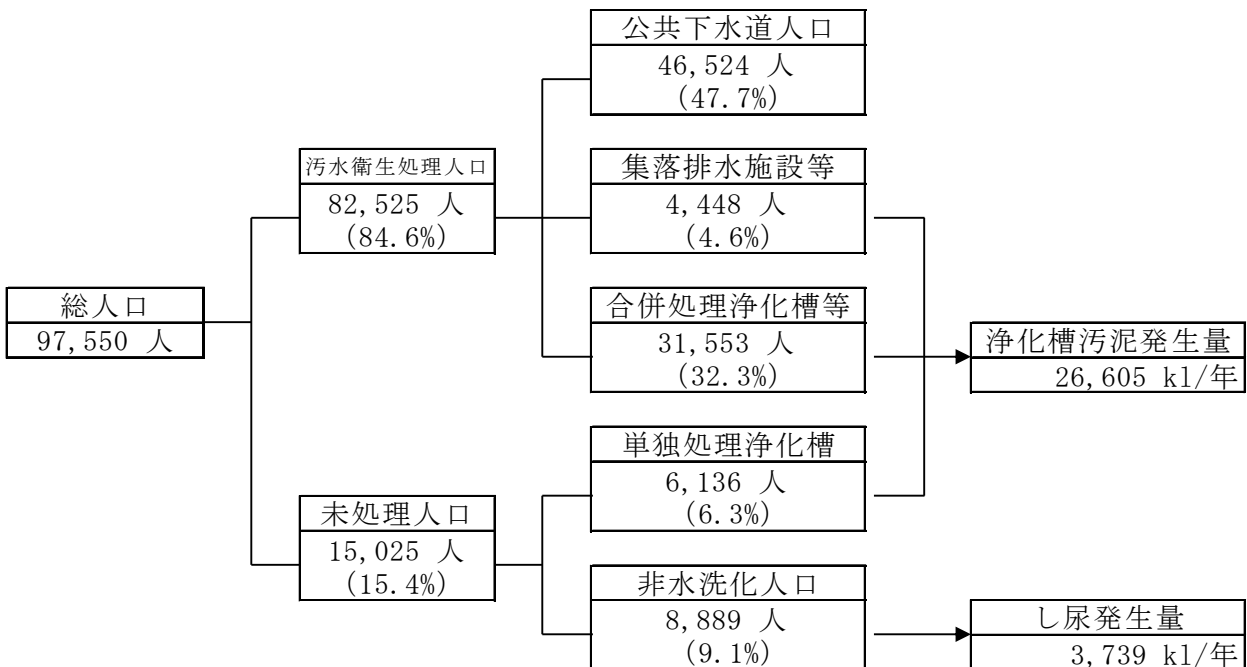 公共下水道人口
46,524 人
(47.7%)
汚水衛生処理人口
82,525 人
(84.6%)
集落排水施設等
4,448 人
(4.6%)
総人口
97,550 人
合併処理浄化槽等
31,553 人
(32.3%)
浄化槽汚泥発生量
26,605 kl/年
単独処理浄化槽
6,136 人
(6.3%)
未処理人口
15,025 人
(15.4%)
非水洗化人口
8,889 人
(9.1%)
し尿発生量
3,739 kl/年